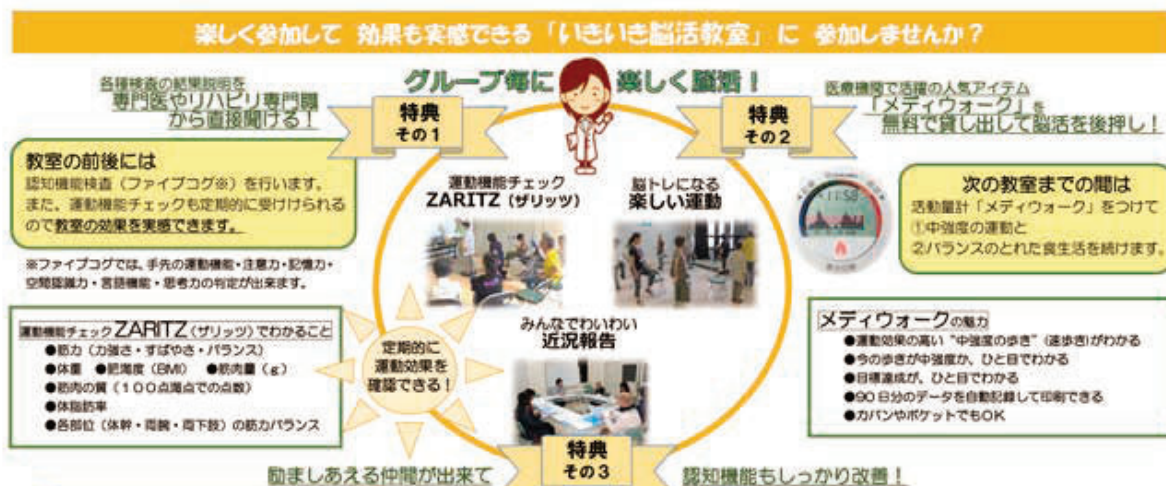 楽しく参加して 効果も実感できる「いきいき脳活教室」に 参加しませんか？
グループ毎に 楽しく脳活！
各種検査の結果説明を
専門医やリハビリ専門職
から直接聞ける！
特典
その1
特典
その2
医療機関で活躍の人気アイテム
「メディウォーク」を
無料で貸し出して脳活を後押し！
教室の前後には
認知機能検査（ファイブコグ※）を行います。
また、運動機能チェックも定期的に受けけられる
ので教室の効果を実感できます。
※ファイブコグでは、手先の運動機能・注意力・記憶力・
空間認識力・言語機能・思考力の判定が出来ます。
運動機能チェック
ZARITZ（ザリッツ）
脳トレになる
楽しい運動
11:58
次の教室までの間は
活動量計「メディウォーク」をつけて
①中強度の運動と
②バランスのとれた食生活を続けます。
運動機能チェックZARITZ（ザリッツ）でわかること
●筋力（力強さ・すばやさ・バランス）
●体重 ●肥満度（BMI） ●筋肉量（g）
●筋肉の質（１００点満点での点数）
●体脂肪率
●各部位（体幹・両腕・両下肢）の筋力バランス
定期的に
運動効果を
確認できる！
みんなでわいわい
近況報告
メディウォークの魅力
●運動効果の高い“中強度の歩き”（速歩き）がわかる
●今の歩きが中強度か、ひと目でわかる
●目標達成が、ひと目でわかる
●90日分のデータを自動記録して印刷できる
●カバンやポケットでもOK
励ましあえる仲間が出来て
特典
その3
認知機能もしっかり改善！